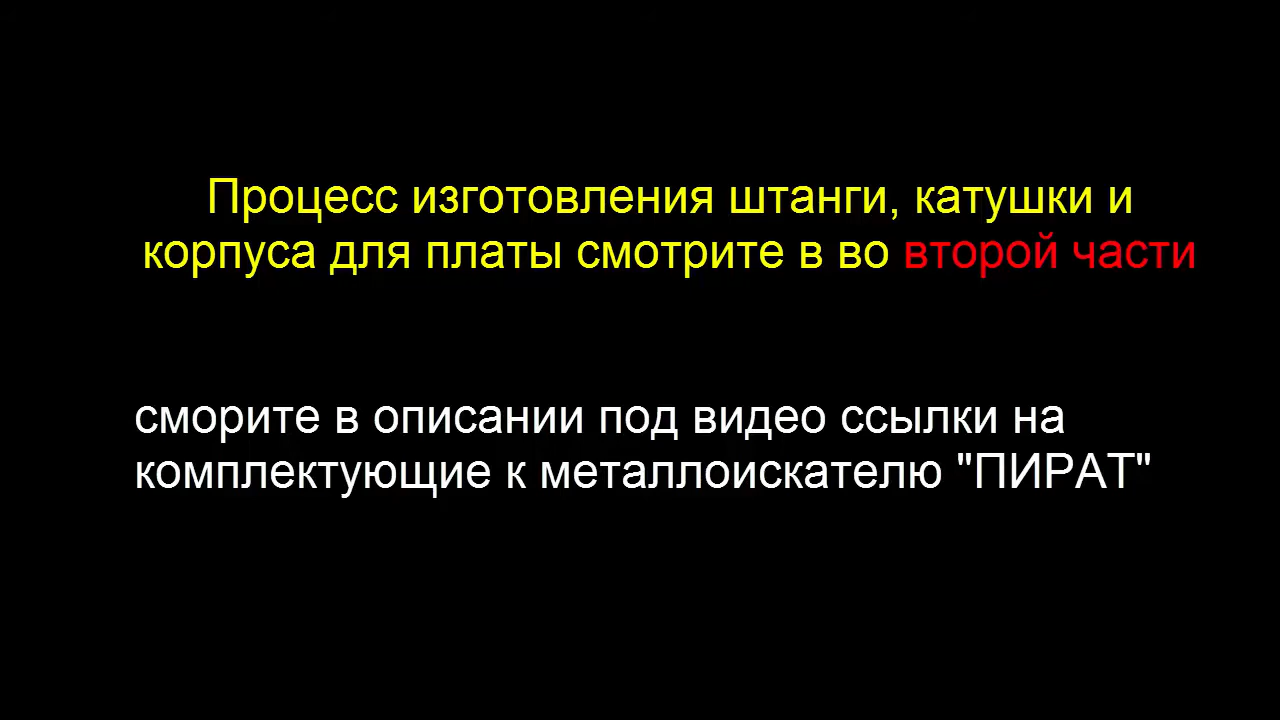 Процесс изготовления штанги, катушки и
корпуса для платы смотрите в во второй части
сморите в описании под видео ссылки на
комплектующие к металлоискателю "ПИРАТ"